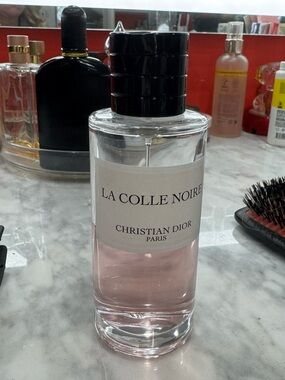 LA COLLE NOIRE
CHRISTIAN DIOR
PARIS